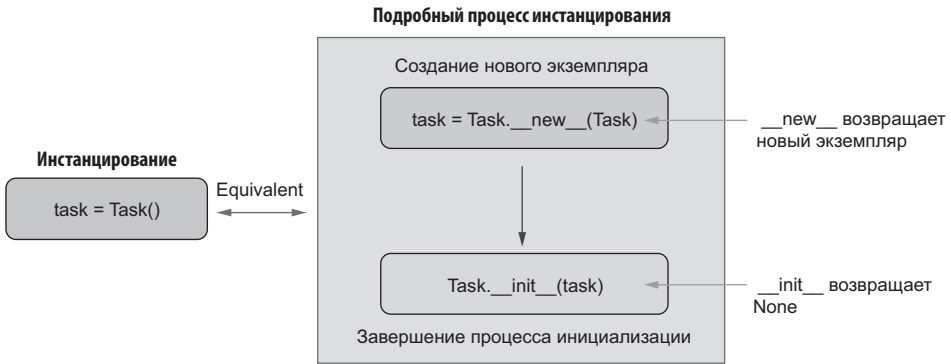 Подробный процесс инстанцирования
Создание нового экземпляра
task = Task.__new__(Task)
__new__ возвращает
новый экземпляр
Инстанцирование
task = Task()
Equivalent
Task.__init__(task)
__init__ возвращает
None
Завершение процесса инициализации